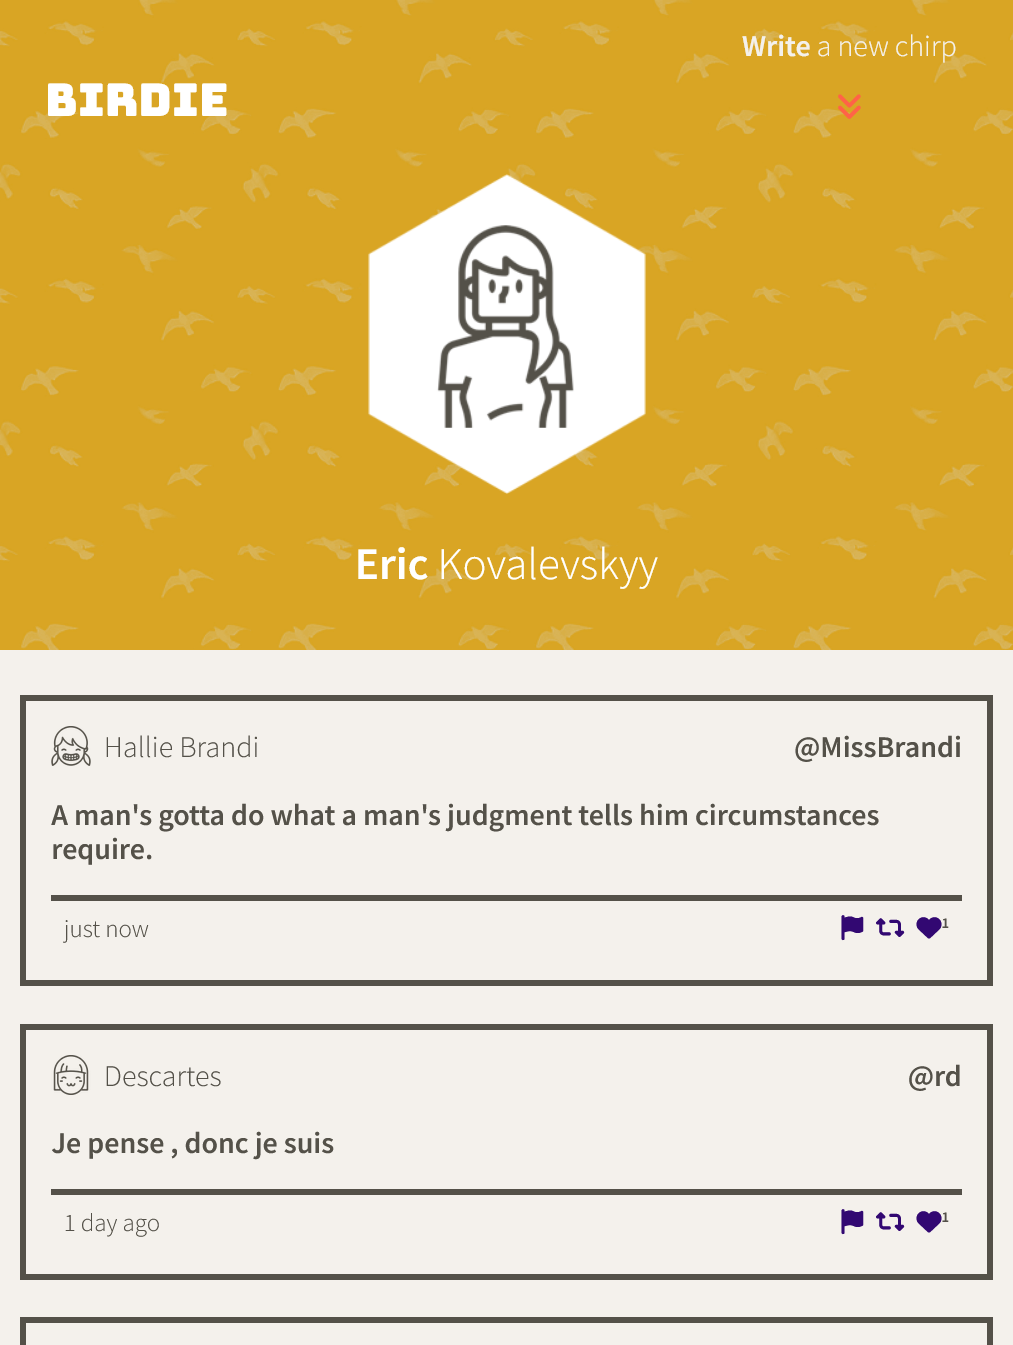 Write a new chirp
BIRDIE
Eric Kovalevskyy
Hallie Brandi
@MissBrandi
A man's gotta do what a man's judgment tells him circumstances
require.
just now
1
Descartes
@rd
Je pense , donc je suis
1 day ago
1